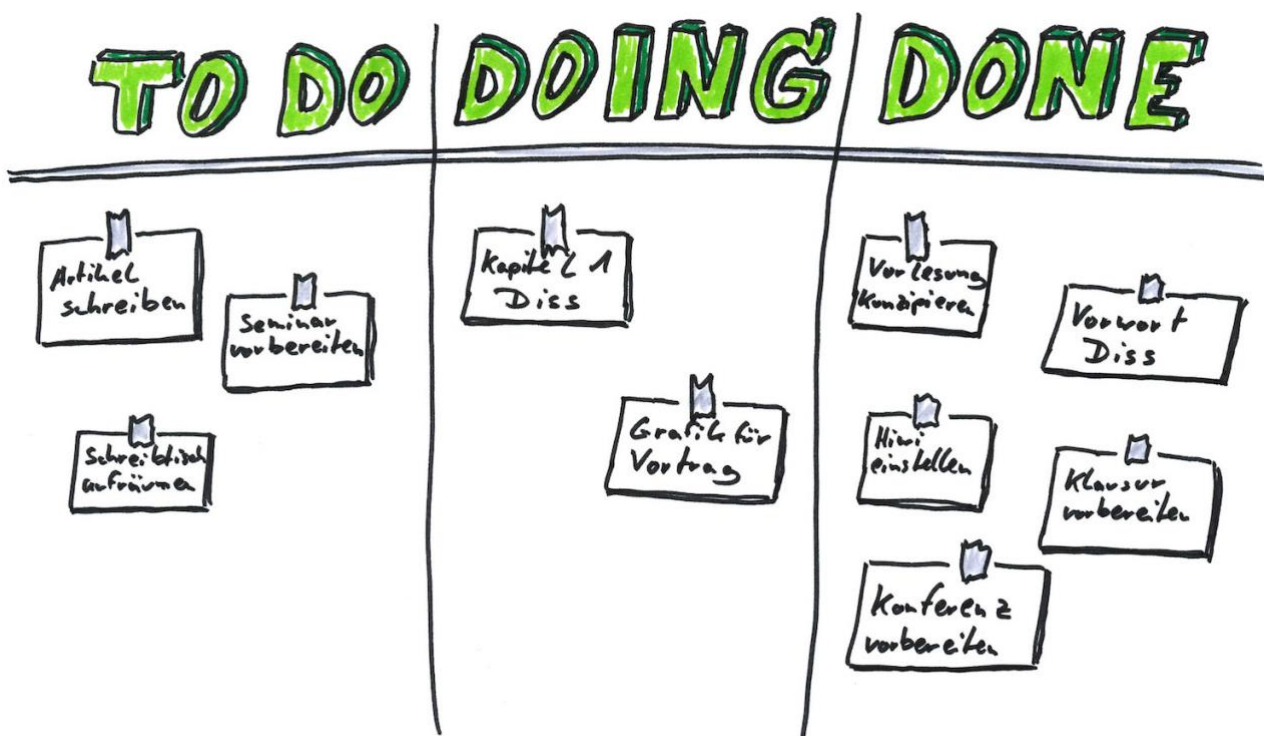 TO DO
DOING
DONE
Artikel
schreiben
Seminar
vorbereiten
Schreibtisch
aufräumen
Kapitel 1
Diss
Grafik für
Vortrag
Vorlesung
Konzipieren
Vorwort
Diss
Hiwi
einstellen
Klausur
vorbereiten
Konferenz
vorbereiten